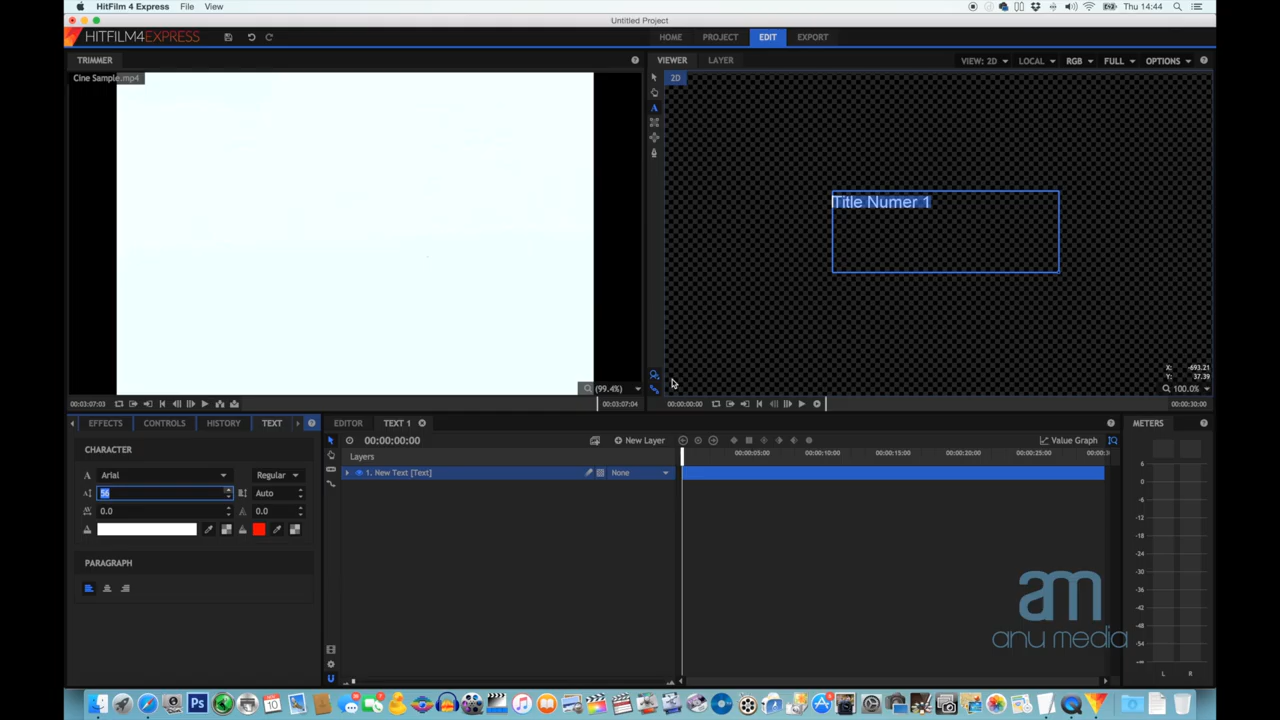 HitFilm 4 Express File Edit View
Thu 14:44
Untitled Project
HITFILM4EXPRESS
HOME PROJECT EDIT EXPORT
TRIMMER
VIEWER LAYER
VIEW: 2D LOCAL RGB FULL OPTIONS
Cine Sample.mp4
2D
Title Numer 1
X: -693.21
Y: 37.39
(99.4%)
100.0%
00:03:07:03
00:03:07:04
00:00:00:00
00:00:30:00
EFFECTS CONTROLS HISTORY TEXT
EDITOR TEXT 1
METERS
CHARACTER
00:00:00:00
New Layer
Value Graph
Layers
00:00:05:00 00:00:10:00 00:00:15:00 00:00:20:00 00:00:25:00
1. New Text [Text]
None
Arial
Regular
56
Auto
0.0
0.0
PARAGRAPH
6
0
-6
-12
-18
-24
-30
-36
-42
-48
-54
L R
am
anu media